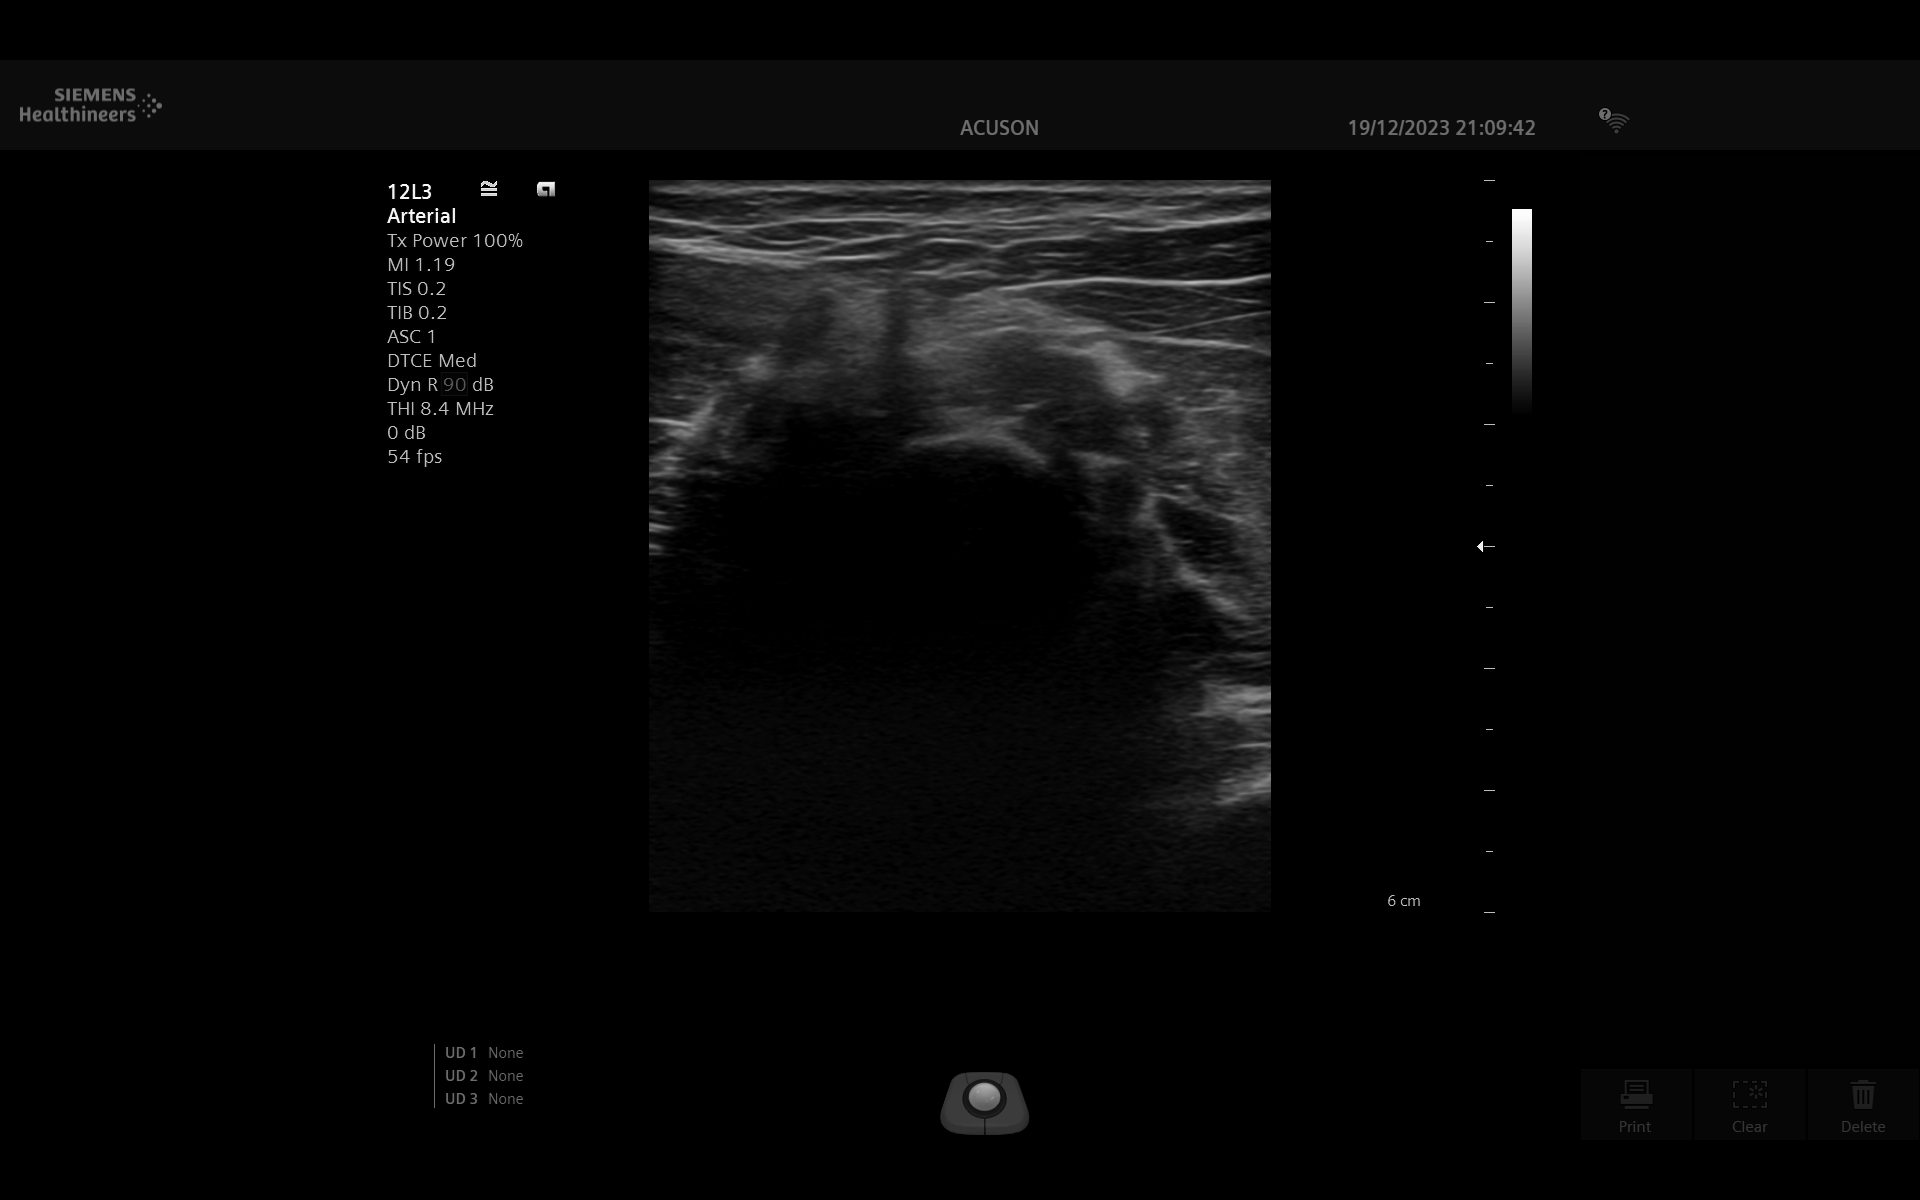 SIEMENS
Healthineers
ACUSON
19/12/2023 21:09:42
?
12L3
Arterial
Tx Power 100%
MI 1.19
TIS 0.2
TIB 0.2
ASC 1
DTCE Med
Dyn R 90 dB
THI 8.4 MHz
0 dB
54 fps
6 cm
UD 1 None
UD 2 None
UD 3 None
Print
Clear
Delete